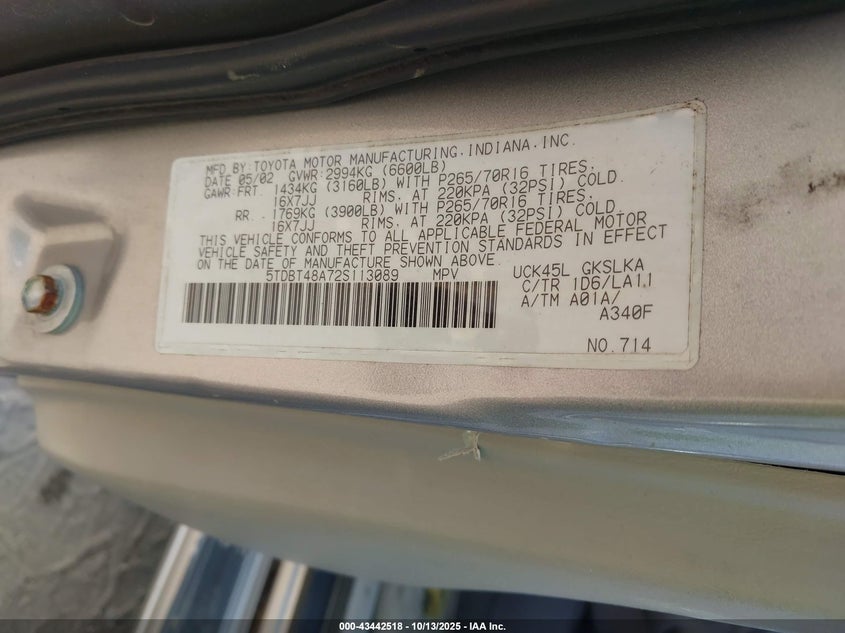 MFD BY: TOYOTA MOTOR MANUFACTURING. INDIANA. INC.
DATE 05/02 GVWR: 2994KG (6600LB)
GAWR: FRT 1434KG (3160LB) WITH P265/70R16 TIRES.
16X7JJ RIMS. AT 220KPA (32PSI) COLD
RR. 1769KG (3900LB) WITH P265/70R16 TIRES.
16X7JJ RIMS. AT 220KPA (32PSI) COLD.
THIS VEHICLE CONFORMS TO ALL APPLICABLE FEDERAL MOTOR
VEHICLE SAFETY AND THEFT PREVENTION STANDARDS IN EFFECT
ON THE DATE OF MANUFACTURE SHOWN ABOVE.
5TDBT48A72S113089 MPV UCK45L GKSLKA
C/TR 1D6/LA11
A/TM A01A/
A340F
NO. 714
000-43442518 - 10/13/2025 - IAA Inc.